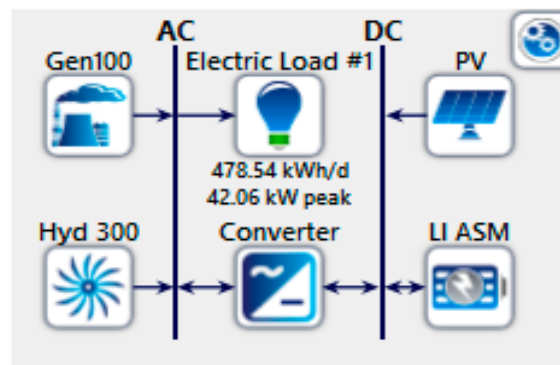 AC DC
Gen100 Electric Load #1 PV
478.54 kWh/d
42.06 kW peak
Hyd 300 Converter LI ASM